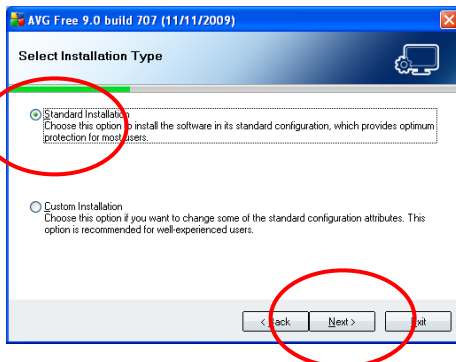 AVG Free 9.0 build 707 (11/11/2009)
Select Installation Type
Standard Installation
Choose this option to install the software in its standard configuration, which provides optimum
protection for most users.
Custom Installation
Choose this option if you want to change some of the standard configuration attributes. This
option is recommended for well-experienced users.
< Back Next > Exit